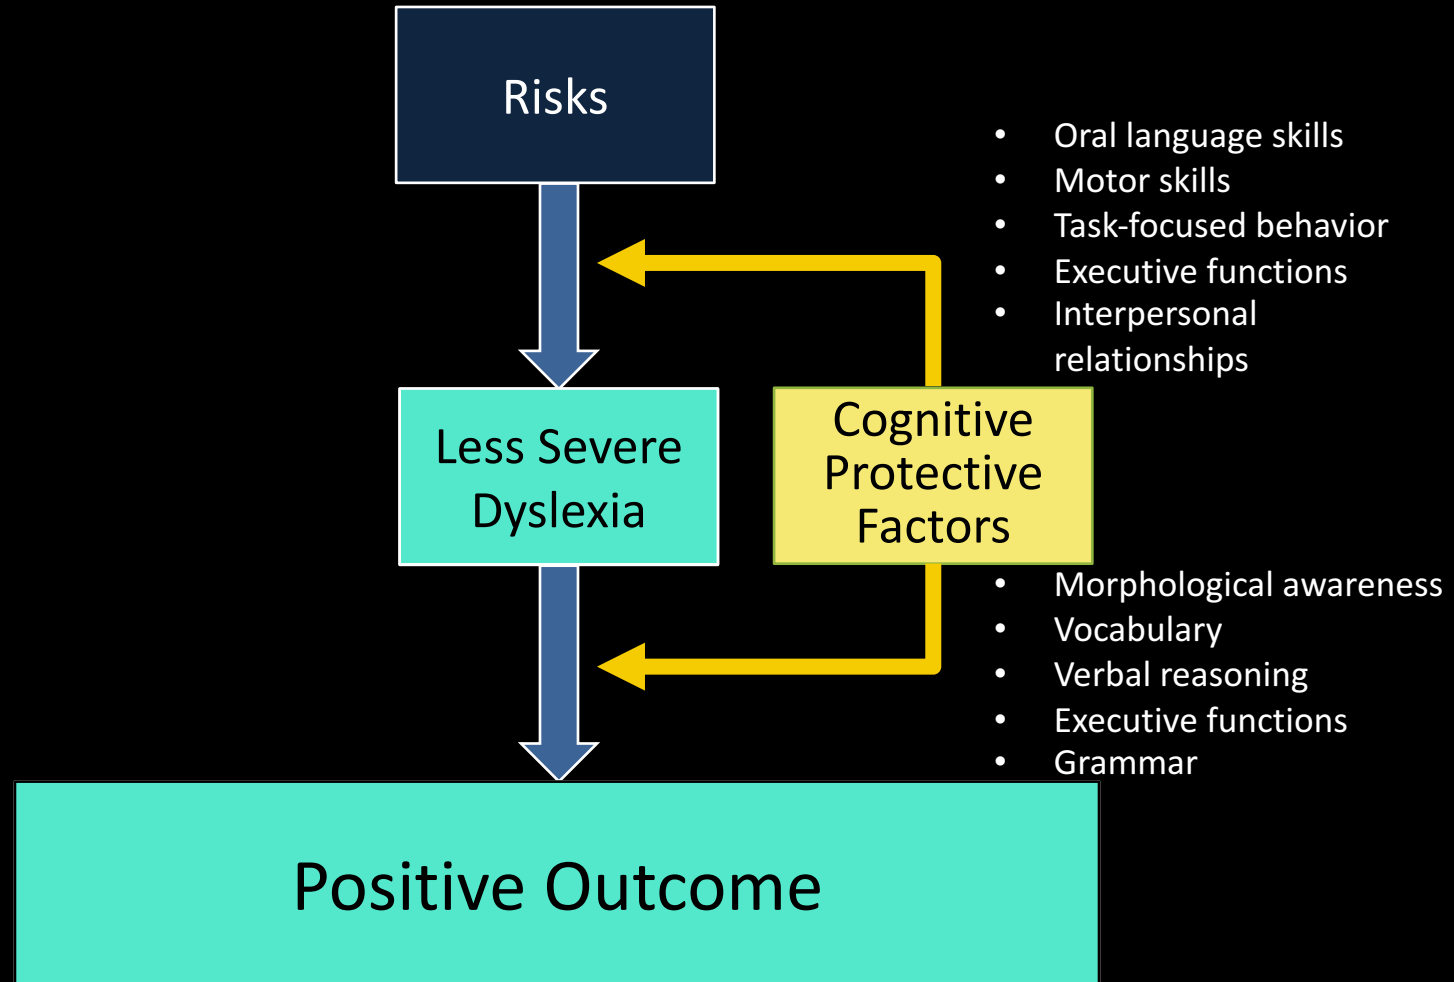 Risks
• Oral language skills
• Motor skills
• Task-focused behavior
• Executive functions
• Interpersonal
relationships
Less Severe
Dyslexia
Cognitive
Protective
Factors
• Morphological awareness
• Vocabulary
• Verbal reasoning
• Executive functions
• Grammar
Positive Outcome